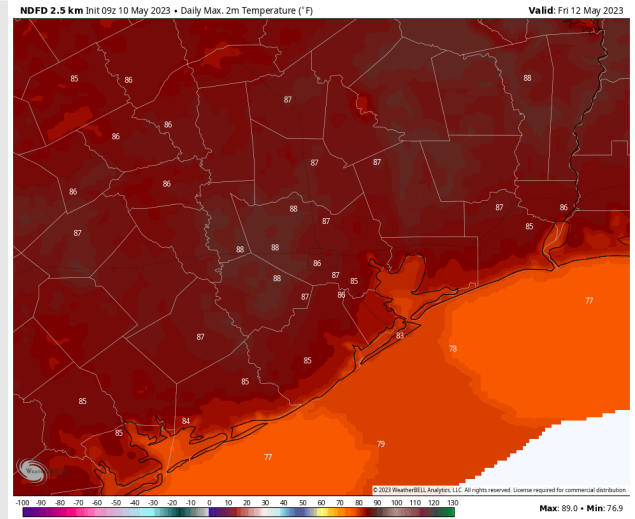 NDFD 2.5 km Init 09z 10 May 2023 • Daily Max. 2m Temperature (°F)
Valid: Fri 12 May 2023
85 86 88
87
86 86
87 87
86 86
87 86
88 85
87 87
88 88
86
88 87 85
87 86
83 77
87 78
85
85
85
84
85
79
77
© 2023 WeatherBELL Analytics, LLC. All rights reserved. License required for commercial distribution.
-100 -90 -80 -70 -60 -50 -40 -30 -20 -10 0 10 20 30 40 50 60 70 80 90 100 110 120 130
Max: 89.0 • Min: 76.9